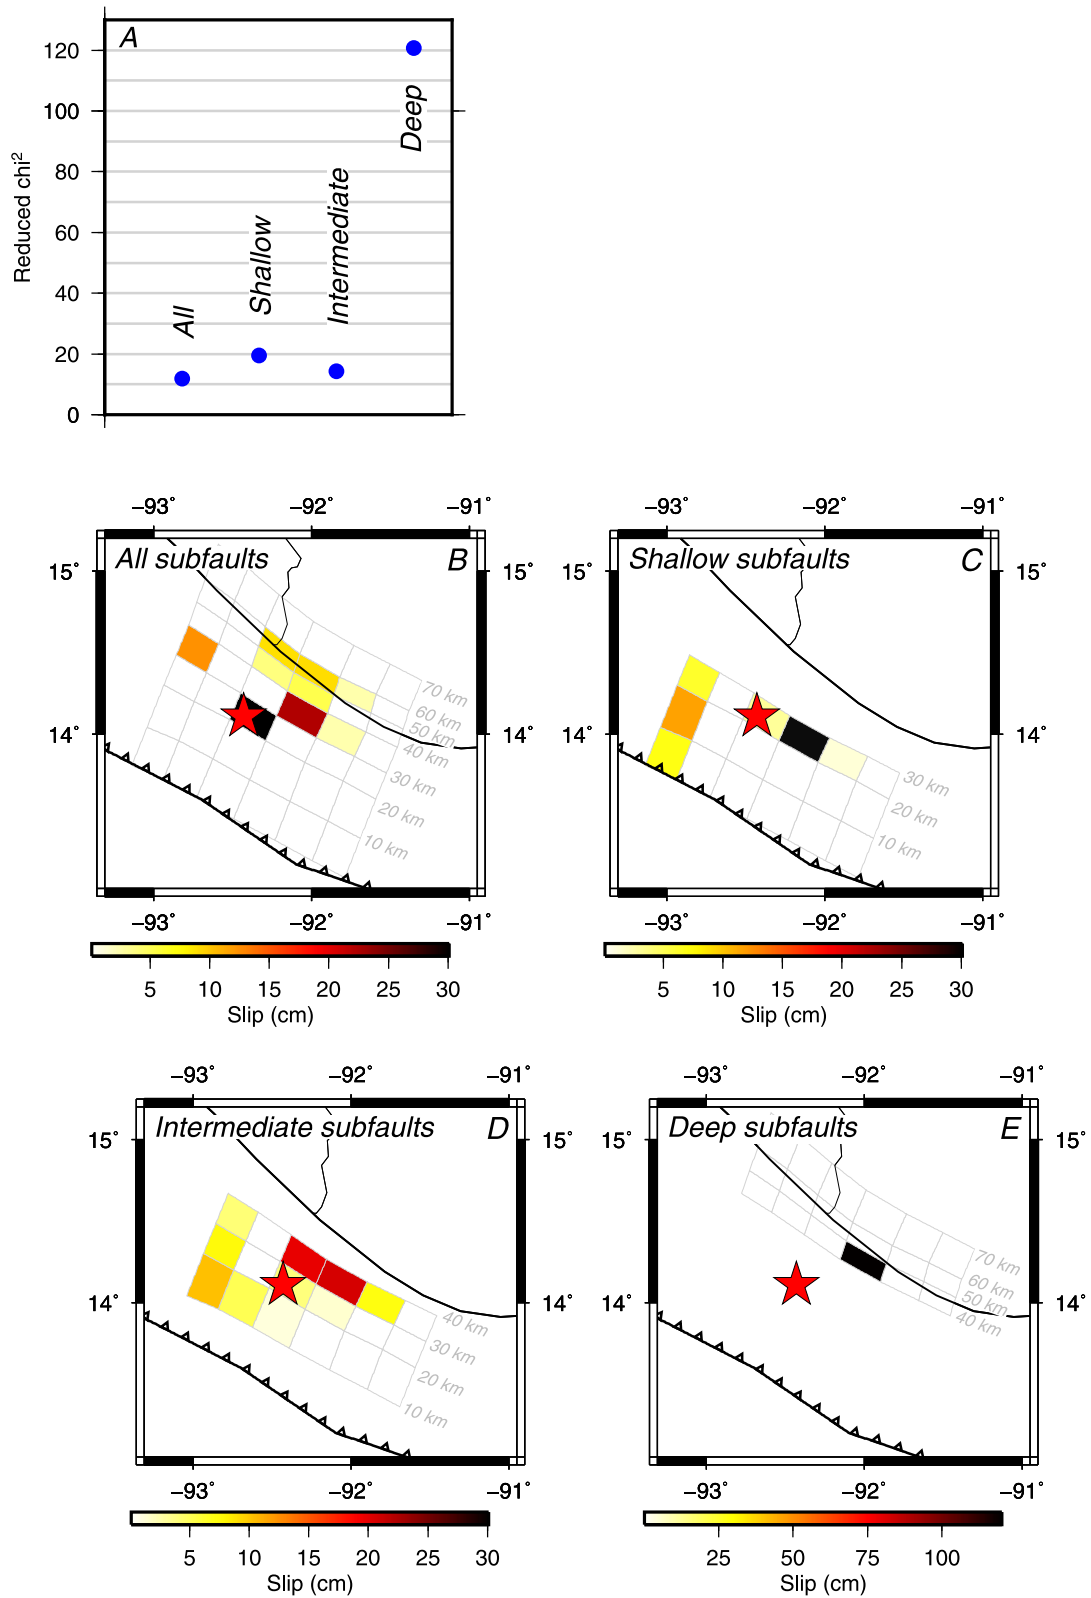 A
120
100
80
60
40
20
0
Reduced chi²
All
Shallow
Intermediate
Deep
−93° −92° −91°
All subfaults B
15°
14°
70 km
60 km
50 km
40 km
30 km
20 km
10 km
−93° −92° −91°
5 10 15 20 25 30
Slip (cm)
−93° −92° −91°
Shallow subfaults C
15° 15°
14° 14°
30 km
20 km
10 km
−93° −92° −91°
5 10 15 20 25 30
Slip (cm)
−93° −92° −91°
Intermediate subfaults D
15° 15°
14° 14°
40 km
30 km
20 km
10 km
−93° −92° −91°
5 10 15 20 25 30
Slip (cm)
−93° −92° −91°
Deep subfaults E
15°
14°
70 km
60 km
50 km
40 km
−93° −92° −91°
25 50 75 100
Slip (cm)